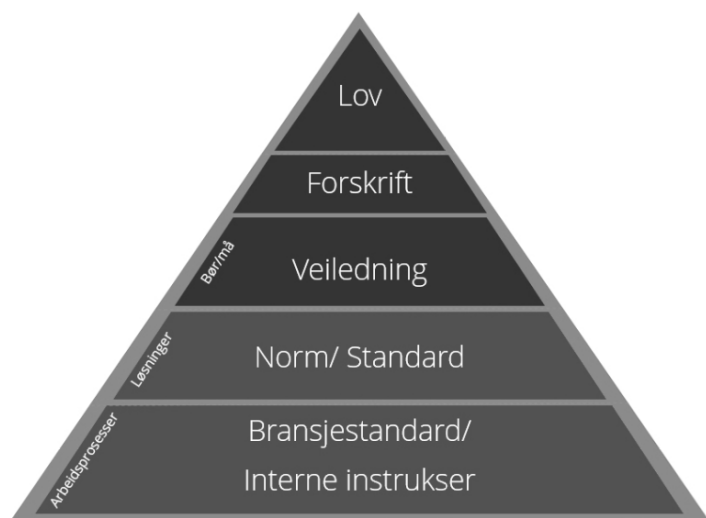 Lov
Forskrift
Bør/må
Veiledning
Løsninger
Norm/ Standard
Arbeidsprosesser
Bransjestandard/
Interne instrukser